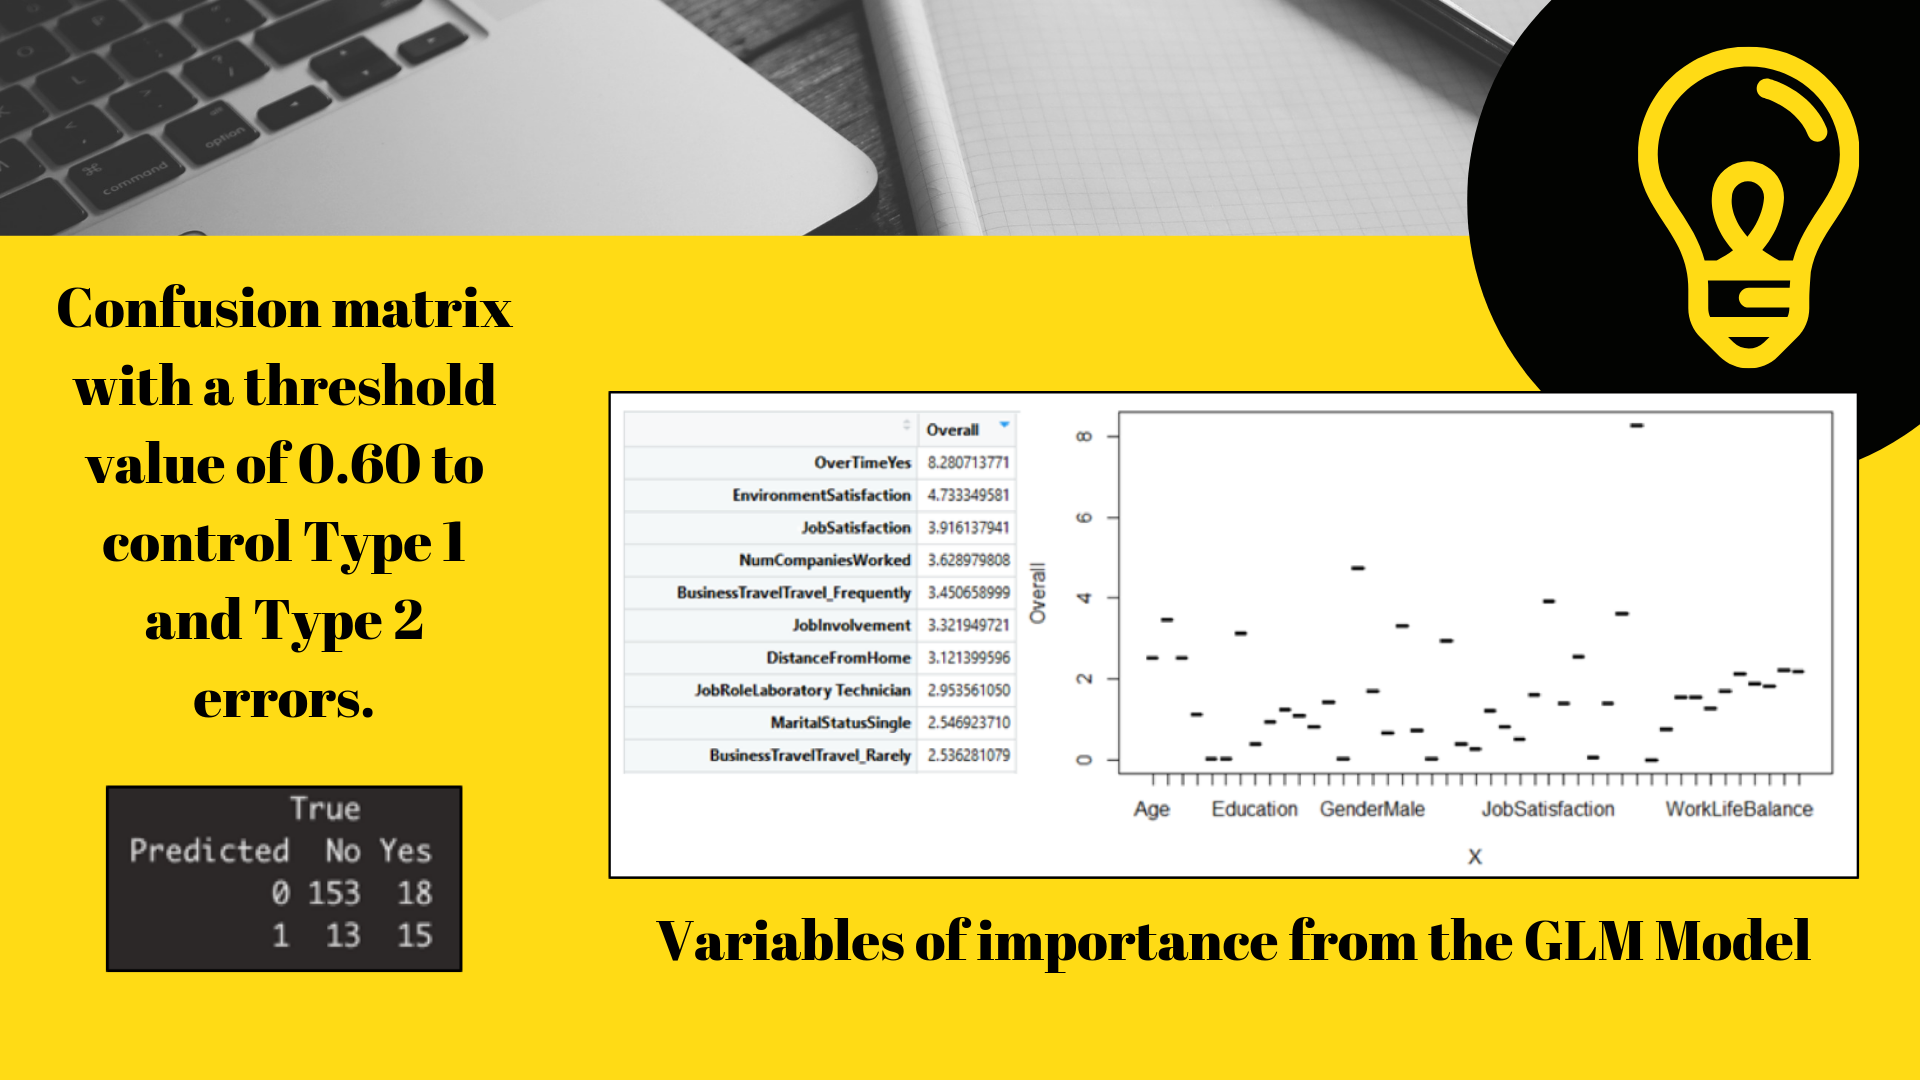 command
option
Confusion matrix
with a threshold
value of 0.60 to
control Type 1
and Type 2
errors.
True
Predicted No Yes
0 153 18
1 13 15
Overall
OverTimeYes 8.280713771
EnvironmentSatisfaction 4.733349581
JobSatisfaction 3.916137941
NumCompaniesWorked 3.628979808
BusinessTravelTravel_Frequently 3.450658999
JobInvolvement 3.321949721
DistanceFromHome 3.121399596
JobRoleLaboratory Technician 2.953561050
MaritalStatusSingle 2.546923710
BusinessTravelTravel_Rarely 2.536281079
Overall
8
6
4
2
0
Age Education GenderMale JobSatisfaction WorkLifeBalance
X
Variables of importance from the GLM Model